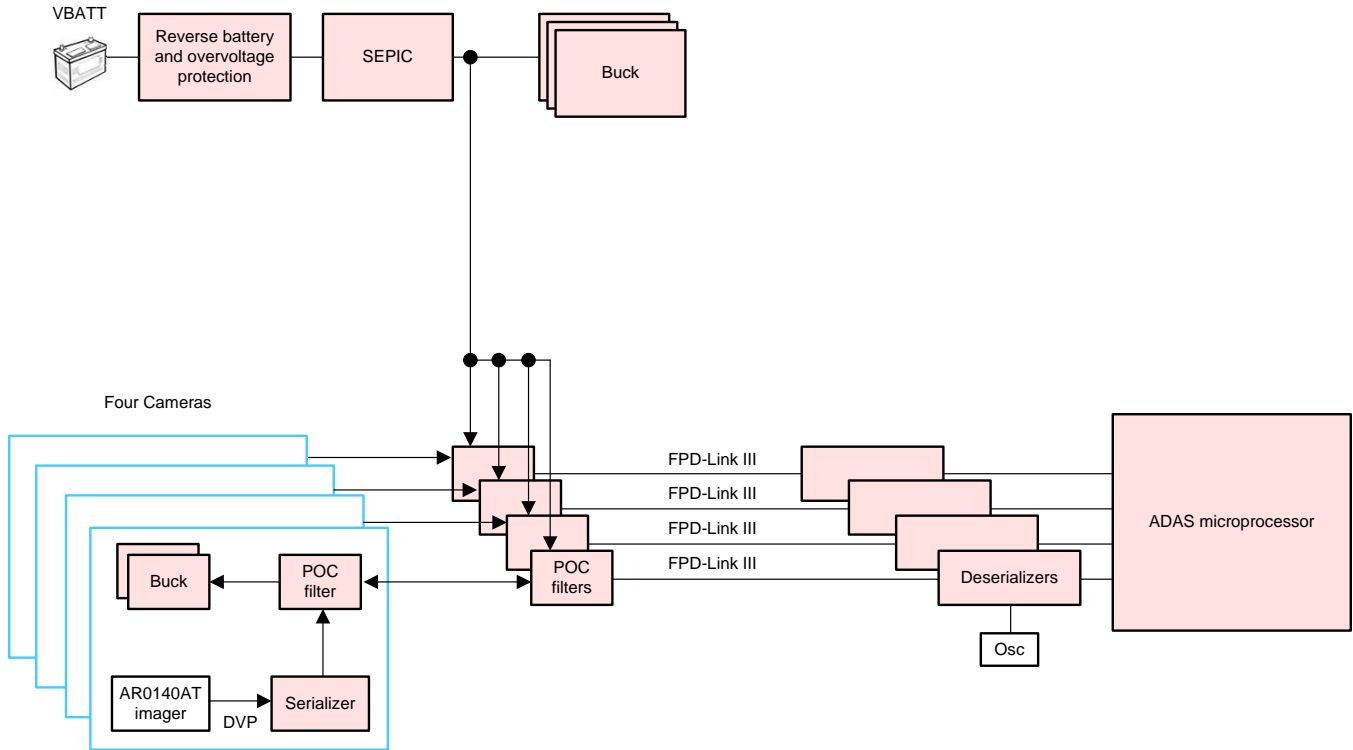 VBATT
Reverse battery
and overvoltage
protection
SEPIC
Buck
Four Cameras
FPD-Link III
FPD-Link III
FPD-Link III
FPD-Link III
ADAS microprocessor
Buck
POC
filter
POC
filters
Deserializers
Osc
AR0140AT
imager
DVP
Serializer